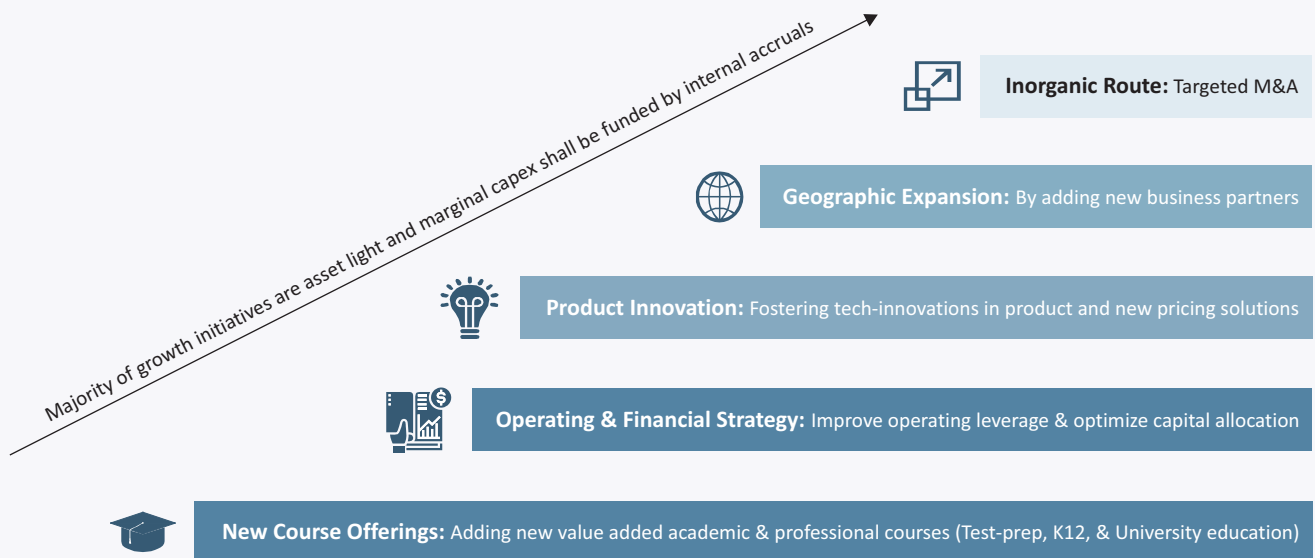 Majority of growth initiatives are asset light and marginal capex shall be funded by internal accruals
Inorganic Route: Targeted M&A
Geographic Expansion: By adding new business partners
Product Innovation: Fostering tech-innovations in product and new pricing solutions
$
Operating & Financial Strategy: Improve operating leverage & optimize capital allocation
New Course Offerings: Adding new value added academic & professional courses (Test-prep, K12, & University education)